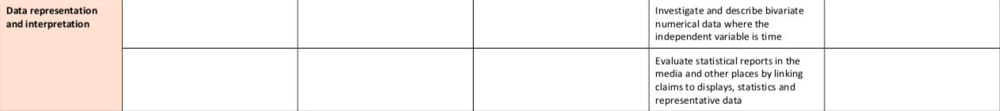 Data representation
and interpretation
Investigate and describe bivariate
numerical data where the
independent variable is time
Evaluate statistical reports in the
media and other places by linking
claims to displays, statistics and
representative data